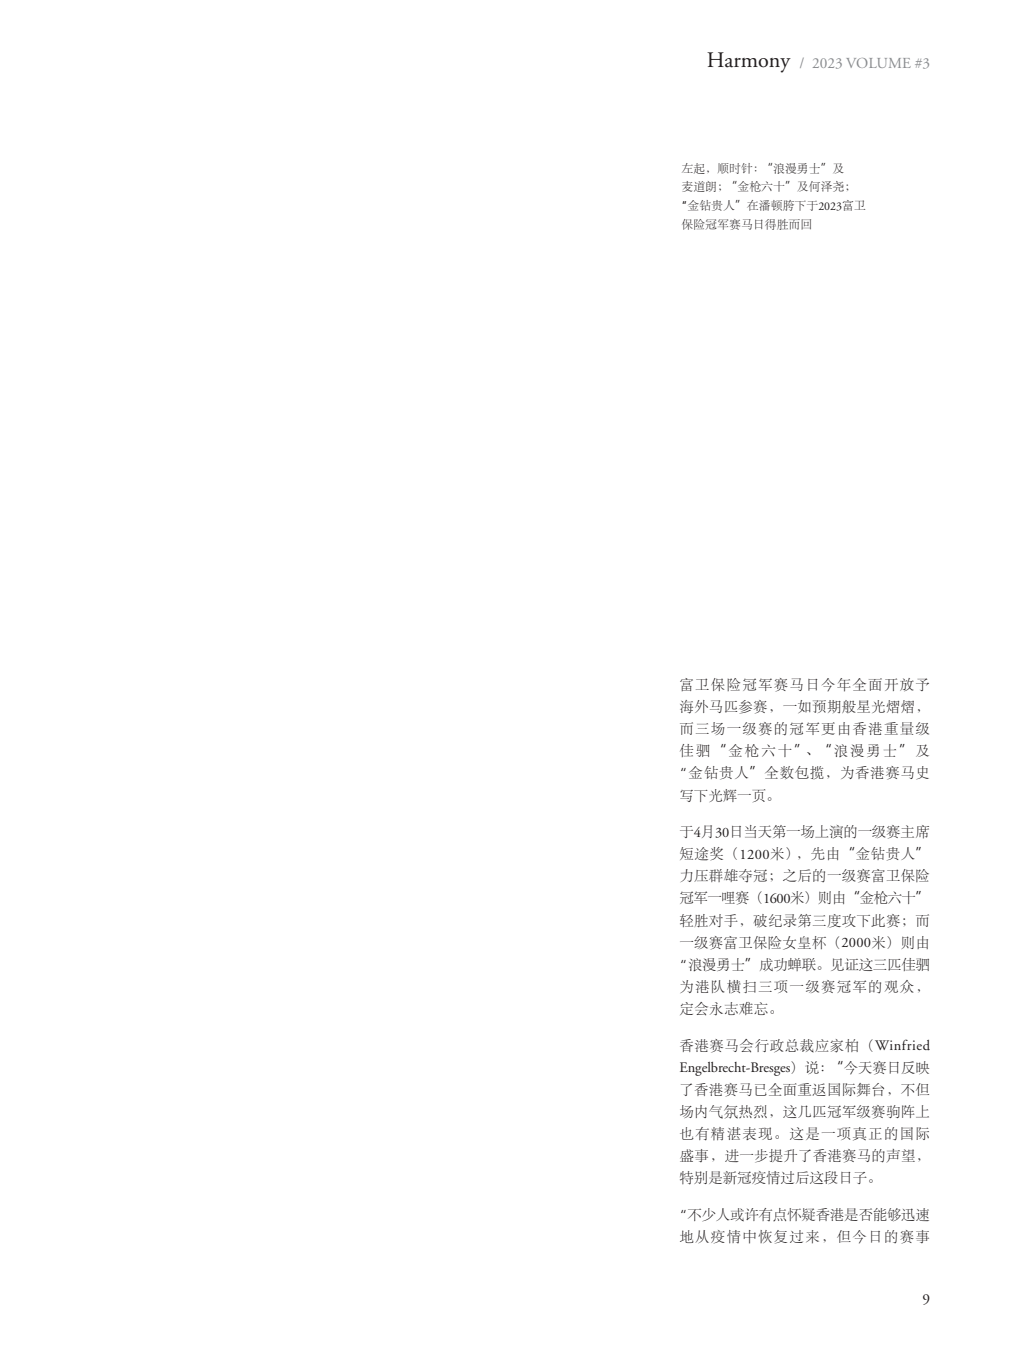 Harmony / 2023 VOLUME #3
左起，顺时针：“浪漫勇士”及
麦道朗；“金枪六十”及何泽尧；
“金钻贵人”在潘顿胯下于2023富卫
保险冠军赛马日得胜而回
富卫保险冠军赛马日今年全面开放予
海外马匹参赛，一如预期般星光熠熠，
而三场一级赛的冠军更由香港重量级
佳驷“金枪六十”、“浪漫勇士”及
“金钻贵人”全数包揽，为香港赛马史
写下光辉一页。
于4月30日当天第一场上演的一级赛主席
短途奖（1200米），先由“金钻贵人”
力压群雄夺冠；之后的一级赛富卫保险
冠军一哩赛（1600米）则由“金枪六十”
轻胜对手，破纪录第三度攻下此赛；而
一级赛富卫保险女皇杯（2000米）则由
“浪漫勇士”成功蝉联。见证这三匹佳驷
为港队横扫三项一级赛冠军的观众，
定会永志难忘。
香港赛马会行政总裁应家柏（Winfried
Engelbrecht-Bresges）说：“今天赛日反映
了香港赛马已全面重返国际舞台，不但
场内气氛热烈，这几匹冠军级赛驹阵上
也有精湛表现。这是一项真正的国际
盛事，进一步提升了香港赛马的声望，
特别是新冠疫情过后这段日子。
“不少人或许有点怀疑香港是否能够迅速
地从疫情中恢复过来，但今日的赛事
9